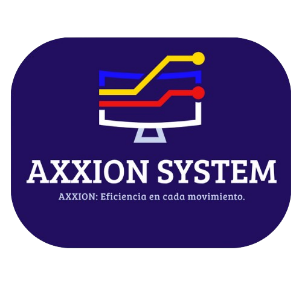 AXXION SYSTEM
AXXION: Eficiencia en cada movimiento.